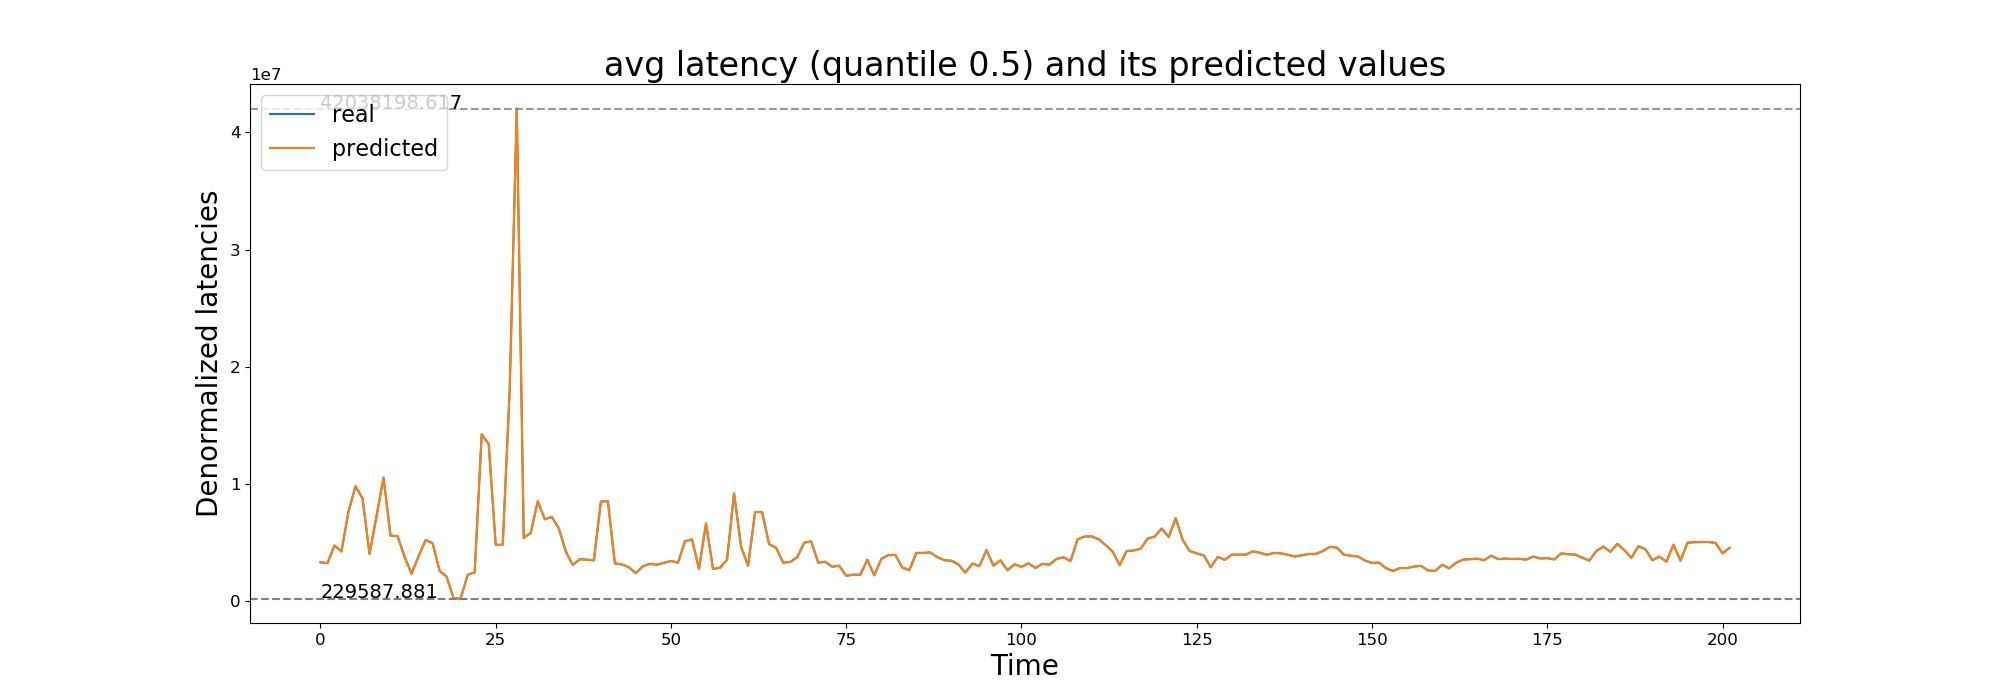 avg latency (quantile 0.5) and its predicted values
1e7
42038198.617
real
predicted
4
3
2
1
0
Denormalized latencies
229587.881
0 25 50 75 100 125 150 175 200
Time